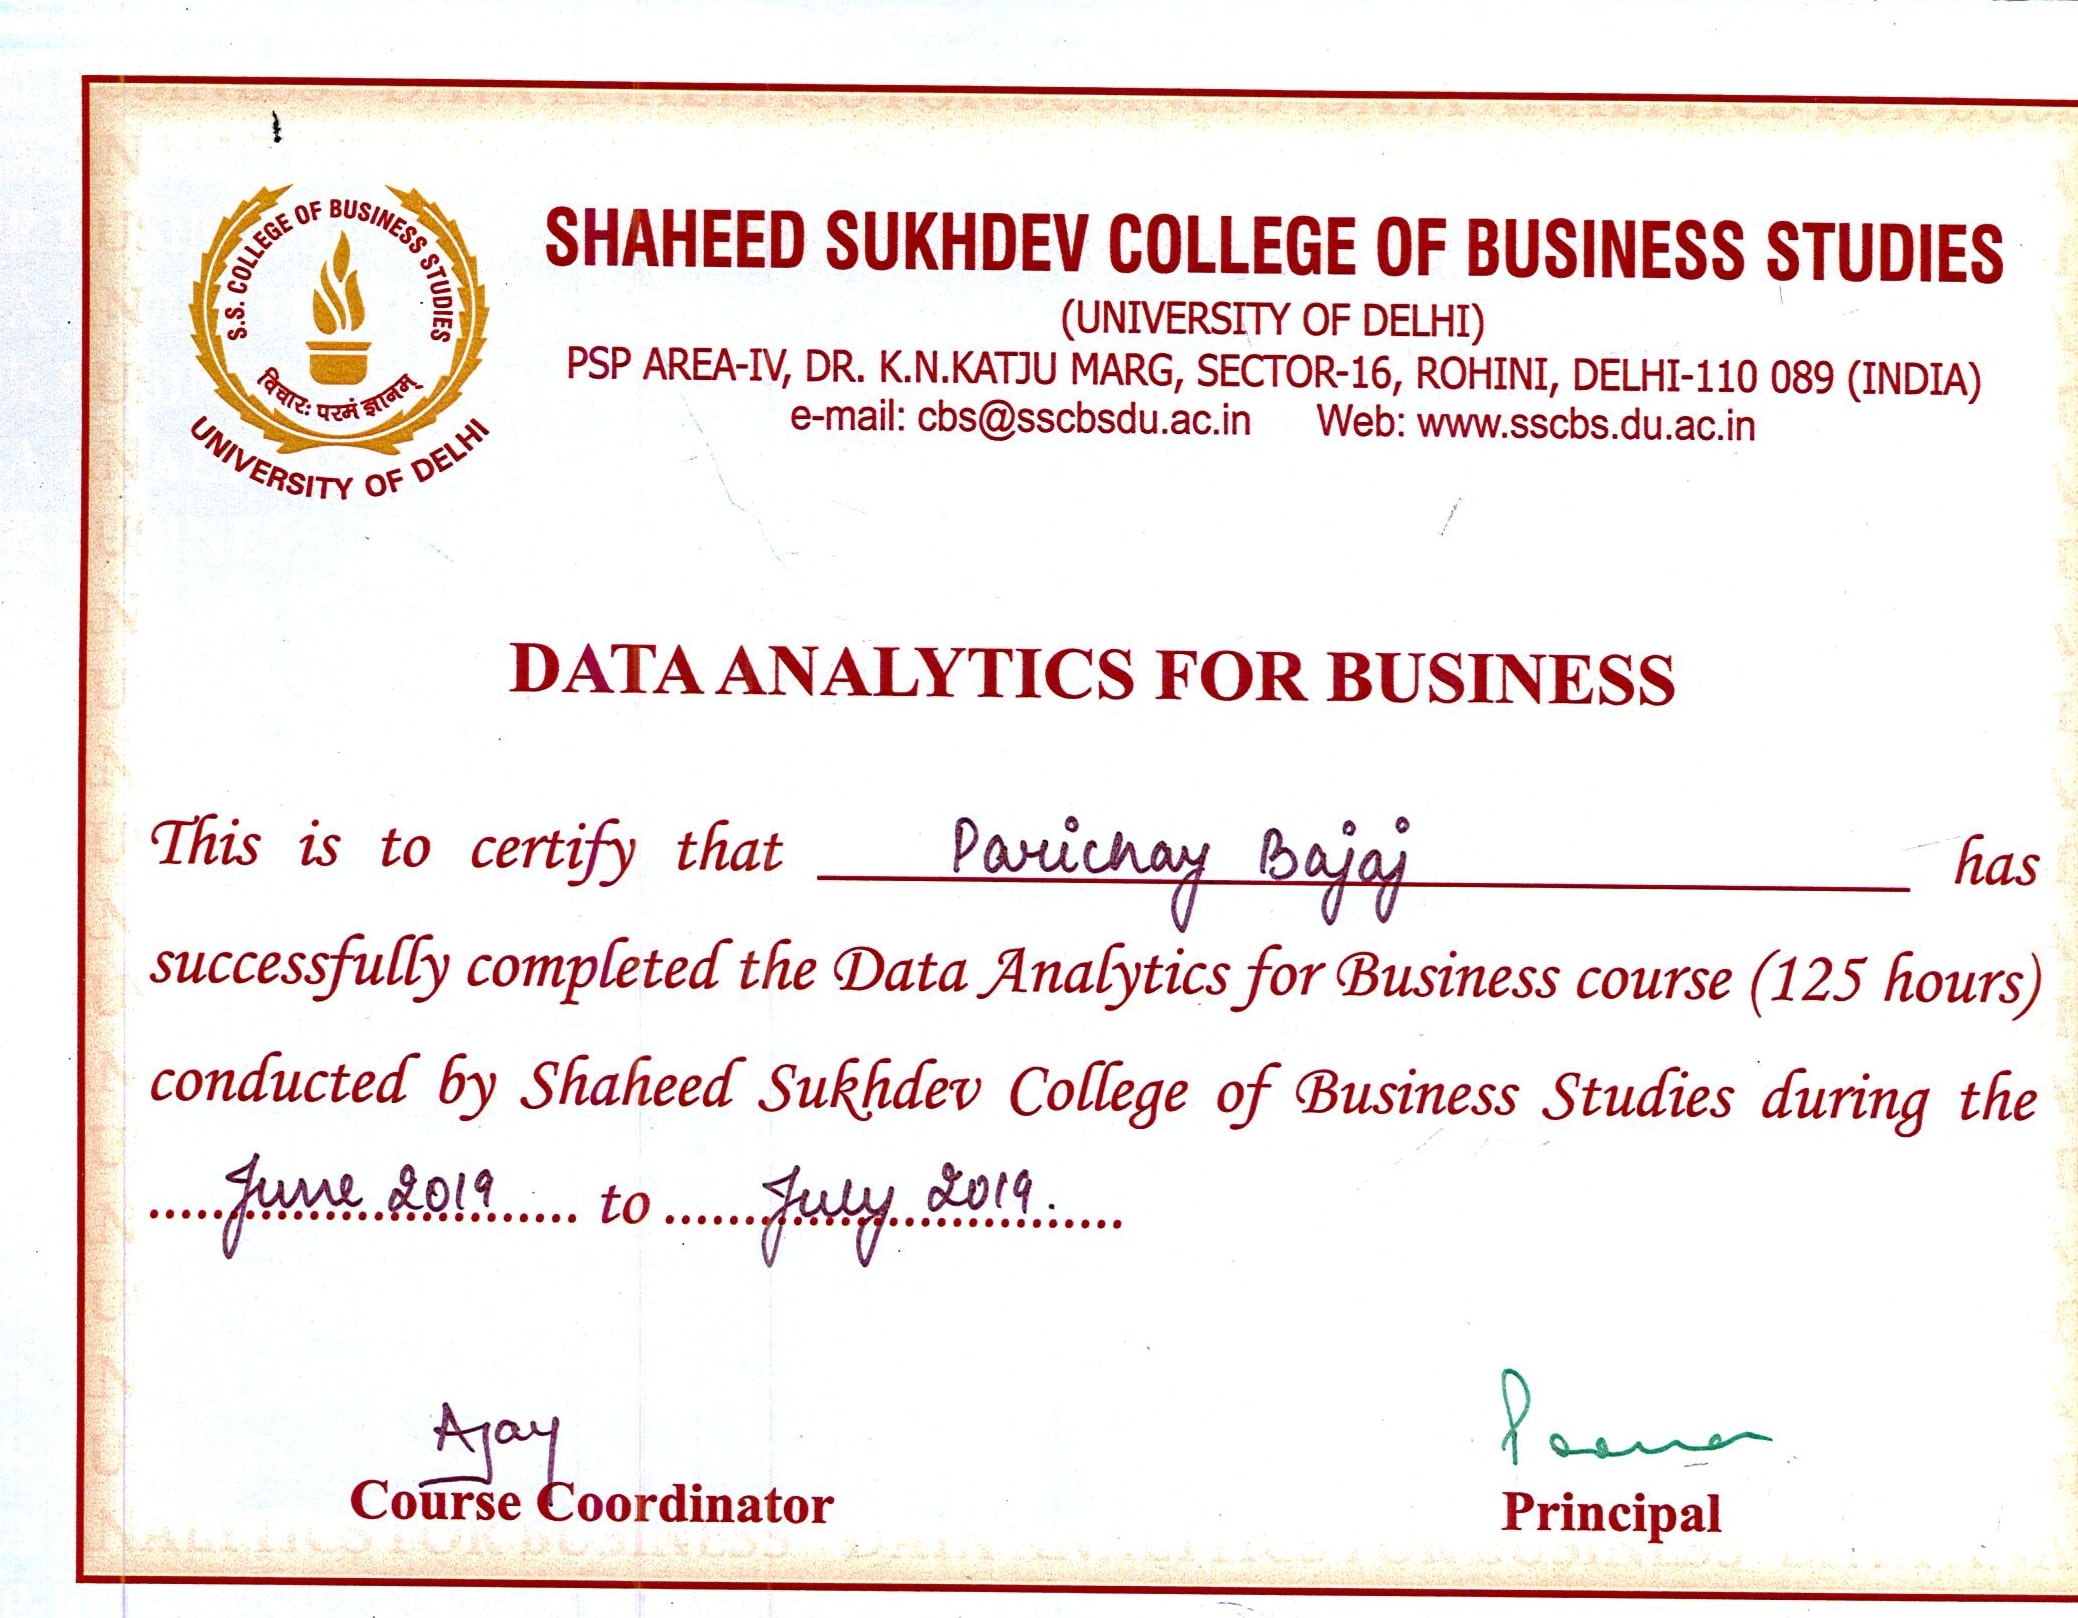 S.S. COLLEGE OF BUSINESS STUDIES
विचारः परमं ज्ञानम्
UNIVERSITY OF DELHI
SHAHEED SUKHDEV COLLEGE OF BUSINESS STUDIES
(UNIVERSITY OF DELHI)
PSP AREA-IV, DR. K.N.KATJU MARG, SECTOR-16, ROHINI, DELHI-110 089 (INDIA)
e-mail: cbs@sscbsdu.ac.in Web: www.sscbs.du.ac.in
DATA ANALYTICS FOR BUSINESS
This is to certify that Parichay Bajaj has
successfully completed the Data Analytics for Business course (125 hours)
conducted by Shaheed Sukhdev College of Business Studies during the
.....June 2019..... to .....July 2019......
Ajay
Course Coordinator
Principal